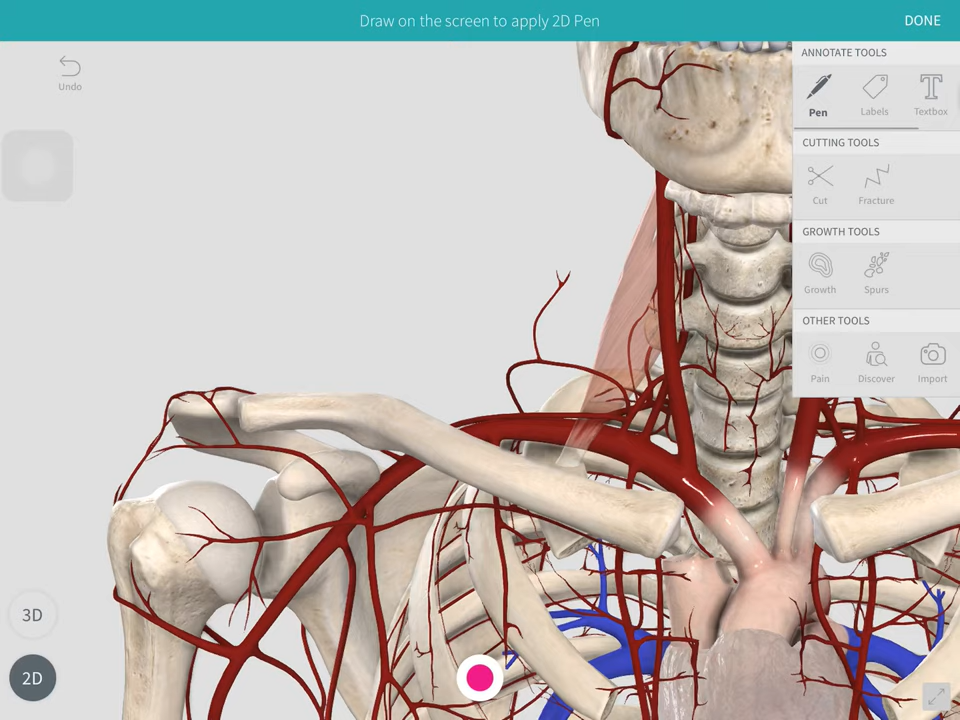 Draw on the screen to apply 2D Pen
DONE
Undo
ANNOTATE TOOLS
Pen
Labels
Textbox
CUTTING TOOLS
Cut
Fracture
GROWTH TOOLS
Growth
Spurs
OTHER TOOLS
Pain
Discover
Import
3D
2D